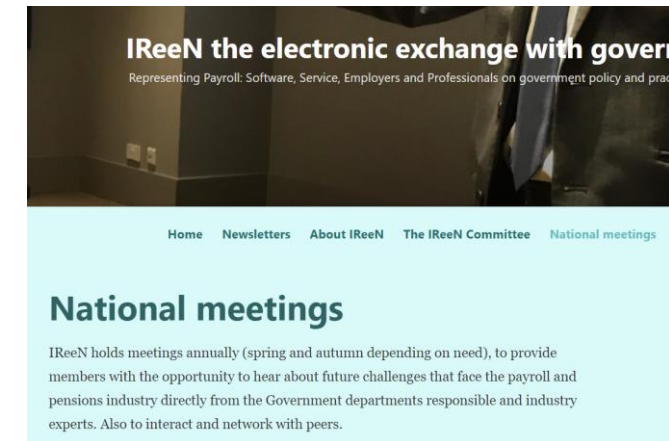 IReeN the electronic exchange with govern
Representing Payroll: Software, Service, Employers and Professionals on government policy and prac
Home Newsletters About IReeN The IReeN Committee National meetings
National meetings
IReeN holds meetings annually (spring and autumn depending on need), to provide
members with the opportunity to hear about future challenges that face the payroll and
pensions industry directly from the Government departments responsible and industry
experts. Also to interact and network with peers.